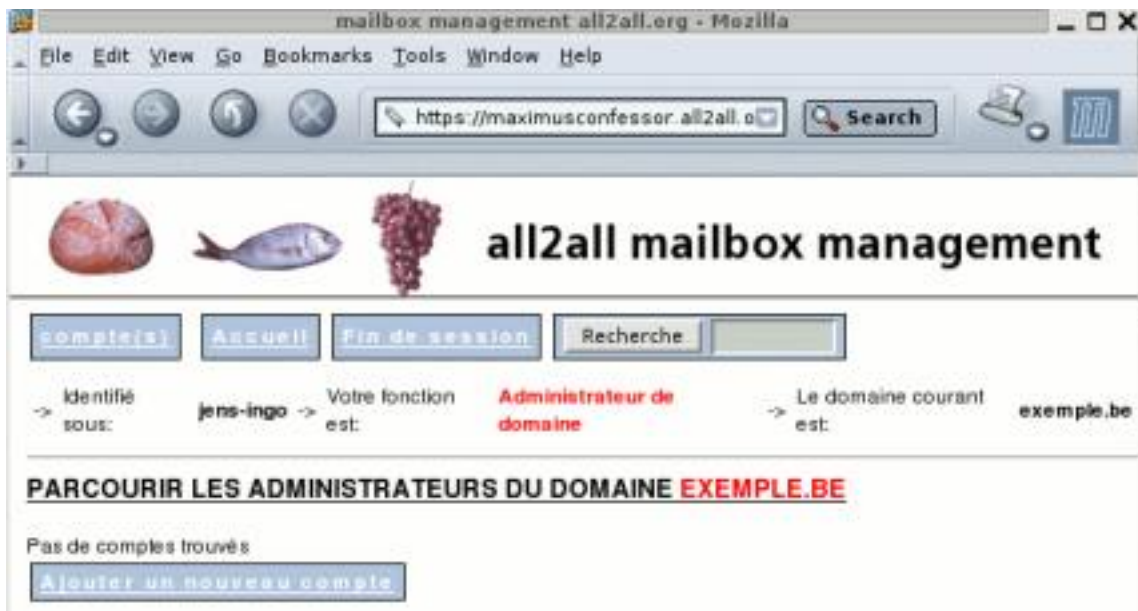 mailbox management all2all.org - Mozilla
File Edit View Go Bookmarks Tools Window Help
https://maximusconfessor.all2all.o
Search
all2all mailbox management
compte(s) Accueil Fin de session Recherche
-> Identifié sous: jens-ingo -> Votre fonction est: Administrateur de domaine -> Le domaine courant est: exemple.be
PARCOURIR LES ADMINISTRATEURS DU DOMAINE EXEMPLE.BE
Pas de comptes trouvés
Ajouter un nouveau compte